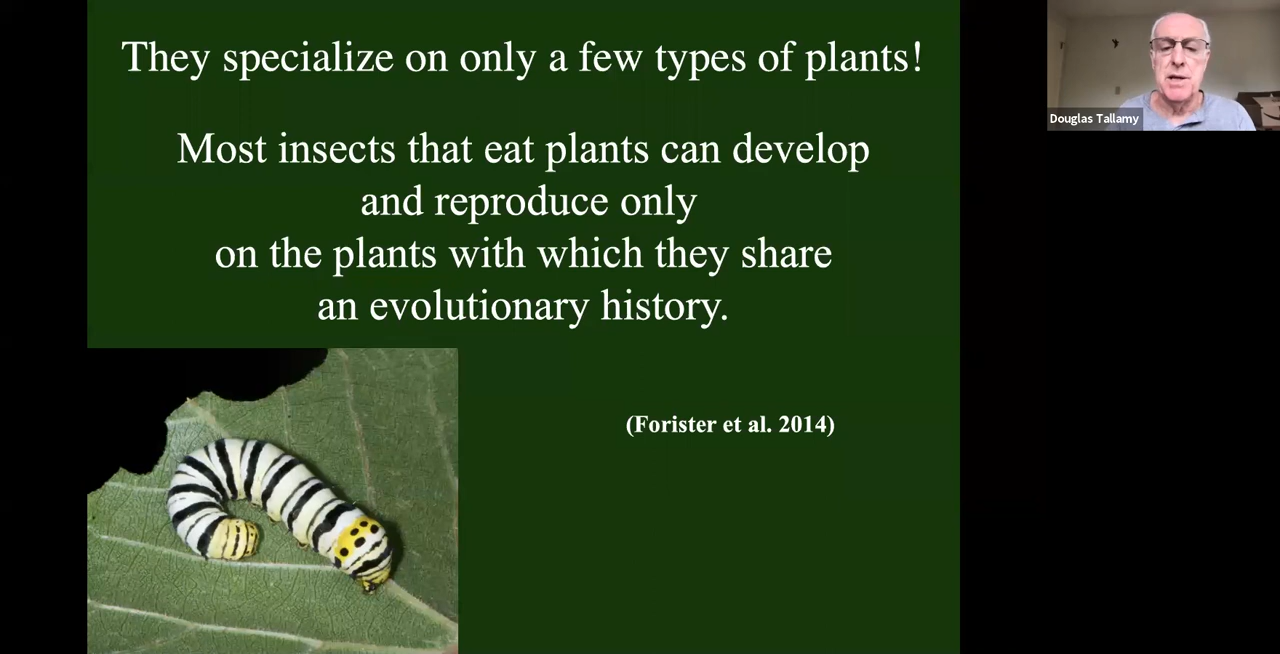 They specialize on only a few types of plants!
Most insects that eat plants can develop
and reproduce only
on the plants with which they share
an evolutionary history.
(Forister et al. 2014)
Douglas Tallamy